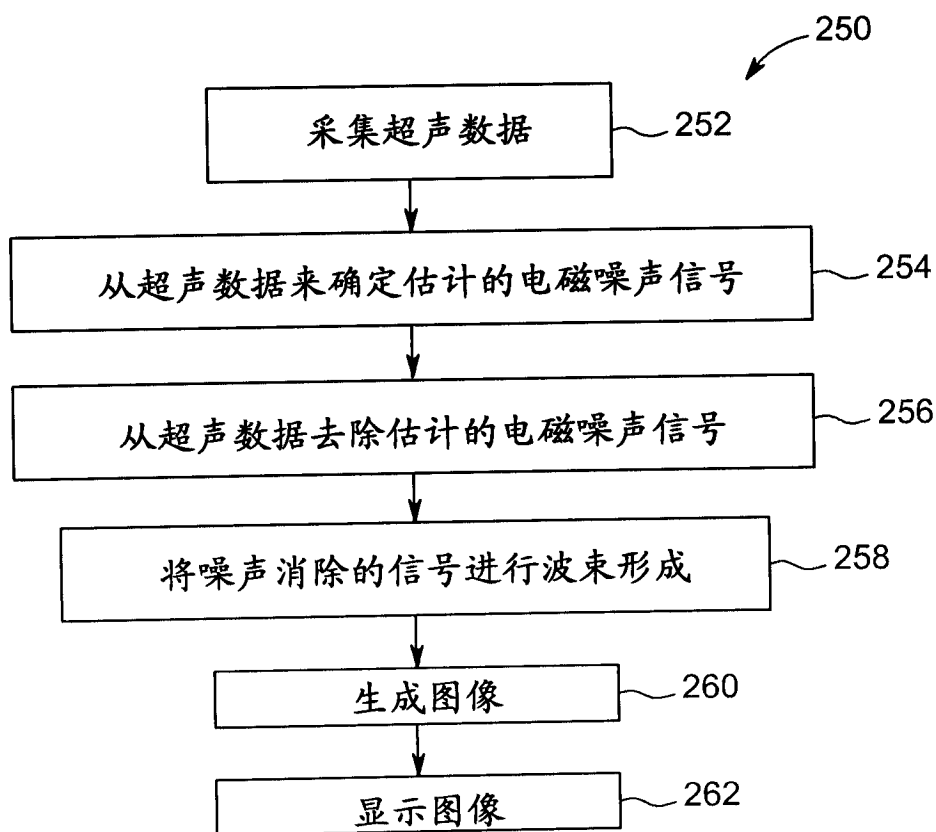 250
采集超声数据
252
从超声数据来确定估计的电磁噪声信号
254
从超声数据去除估计的电磁噪声信号
256
将噪声消除的信号进行波束形成
258
生成图像
260
显示图像
262